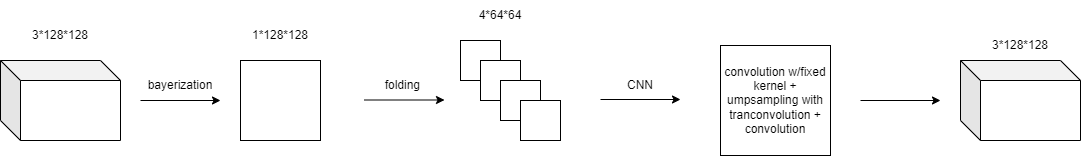 3*128*128
bayerization
1*128*128
folding
4*64*64
CNN
convolution w/fixed
kernel +
umpsampling with
tranconvolution +
convolution
3*128*128